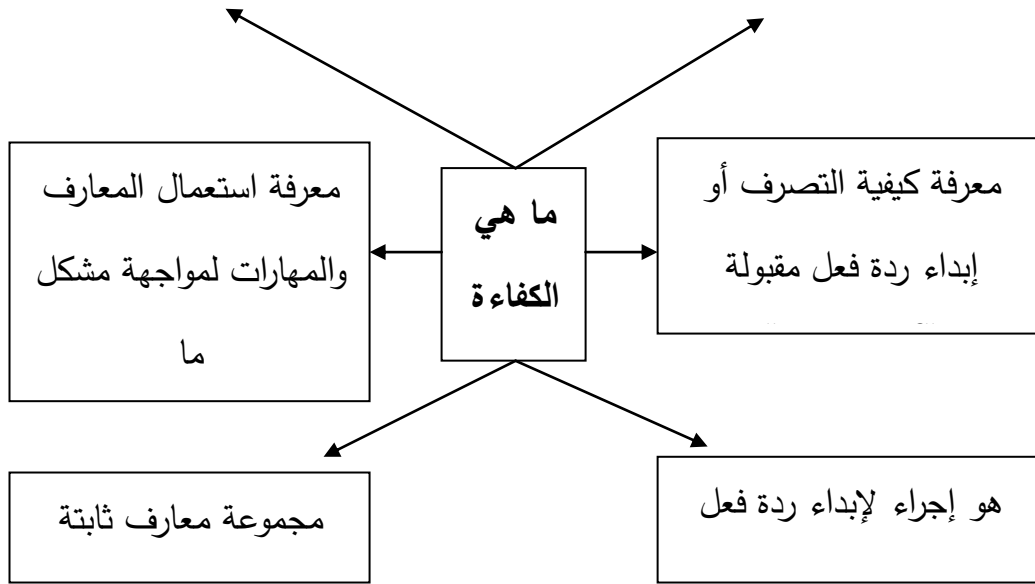 معرفة كيفية التصرف أو
إبداء ردة فعل مقبولة
ما هي
الكفاءة
معرفة استعمال المعارف
والمهارات لمواجهة مشكل
ما
هو إجراء لإبداء ردة فعل
مجموعة معارف ثابتة